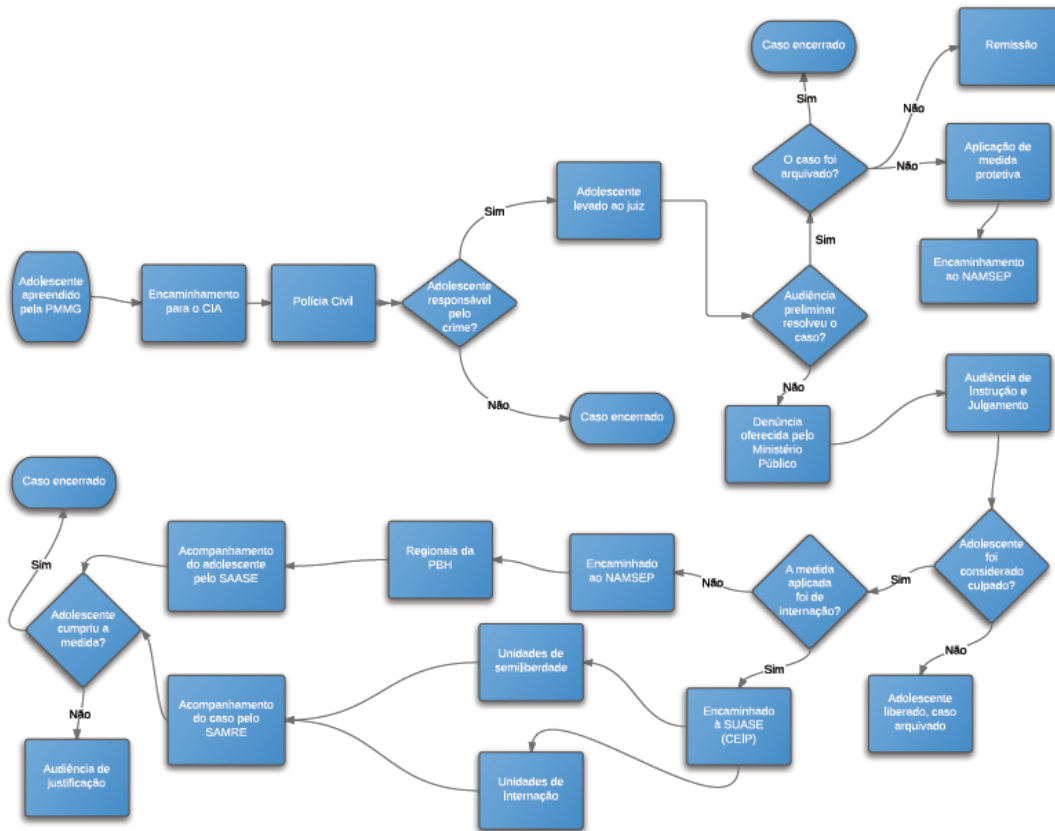 Caso encerrado
Remissão
Sim
Não
O caso foi
arquivado?
Não
Aplicação de
medida
protetiva
Adolescente
levado ao juiz
Sim
Sim
Encaminhamento
ao NAMSEP
Adolescente
apreendido
pela PMMG
Encaminhamento
para o CIA
Polícia Civil
Adolescente
responsável
pelo
crime?
Audiência
preliminar
resolveu o
caso?
Não
Caso encerrado
Não
Denúncia
oferecida pelo
Ministério
Público
Audiência de
Instrução e
Julgamento
Caso encerrado
Sim
Acompanhamento
do adolescente
pelo SAASE
Regionais da
PBH
Encaminhado
ao NAMSEP
Não
A medida
aplicada
foi de
internação?
Sim
Adolescente
foi
considerado
culpado?
Adolescente
cumpriu a
medida?
Unidades de
semiliberdade
Sim
Não
Não
Acompanhamento
do caso pelo
SAMRE
Encaminhado
à SUASE
(CEIP)
Adolescente
liberado, caso
arquivado
Audiência de
justificação
Unidades de
Internação